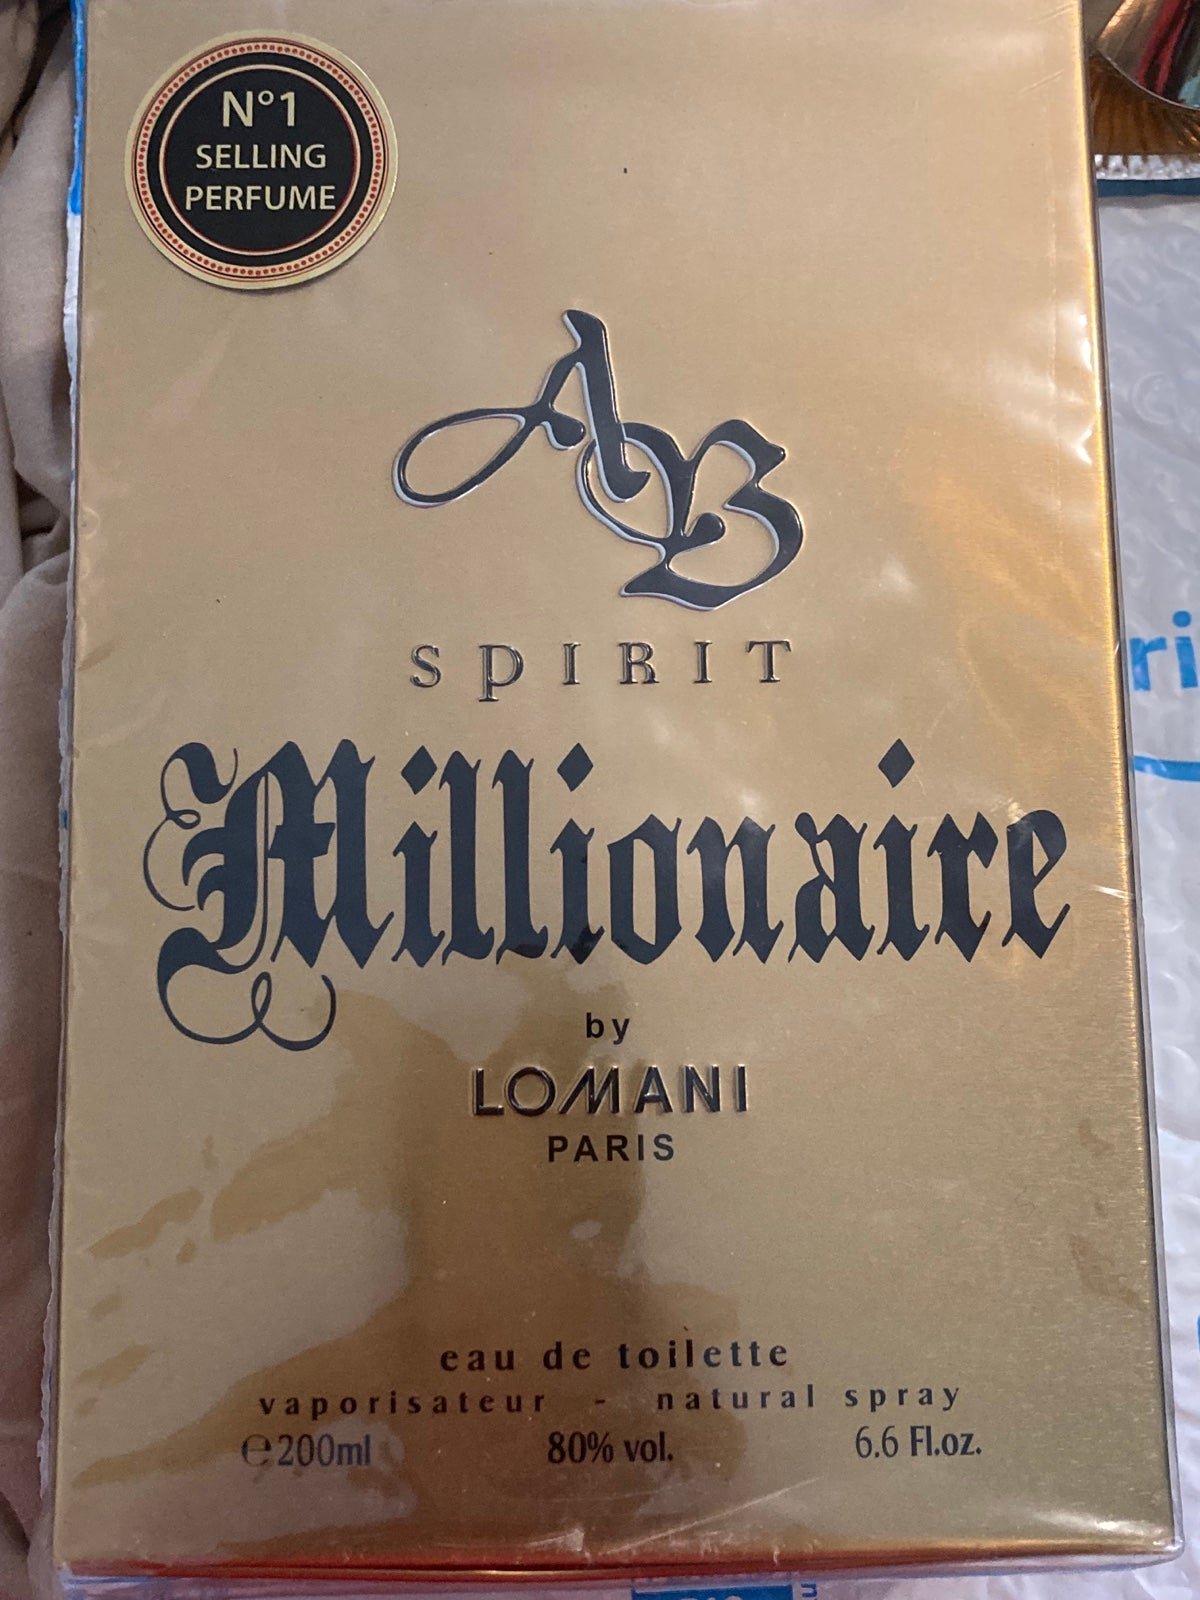 N°1
SELLING
PERFUME
AB
SPIRIT
Millionaire
by
LOMANI
PARIS
eau de toilette
vaporisateur - natural spray
℮200ml 80% vol. 6.6 Fl.oz.
ri